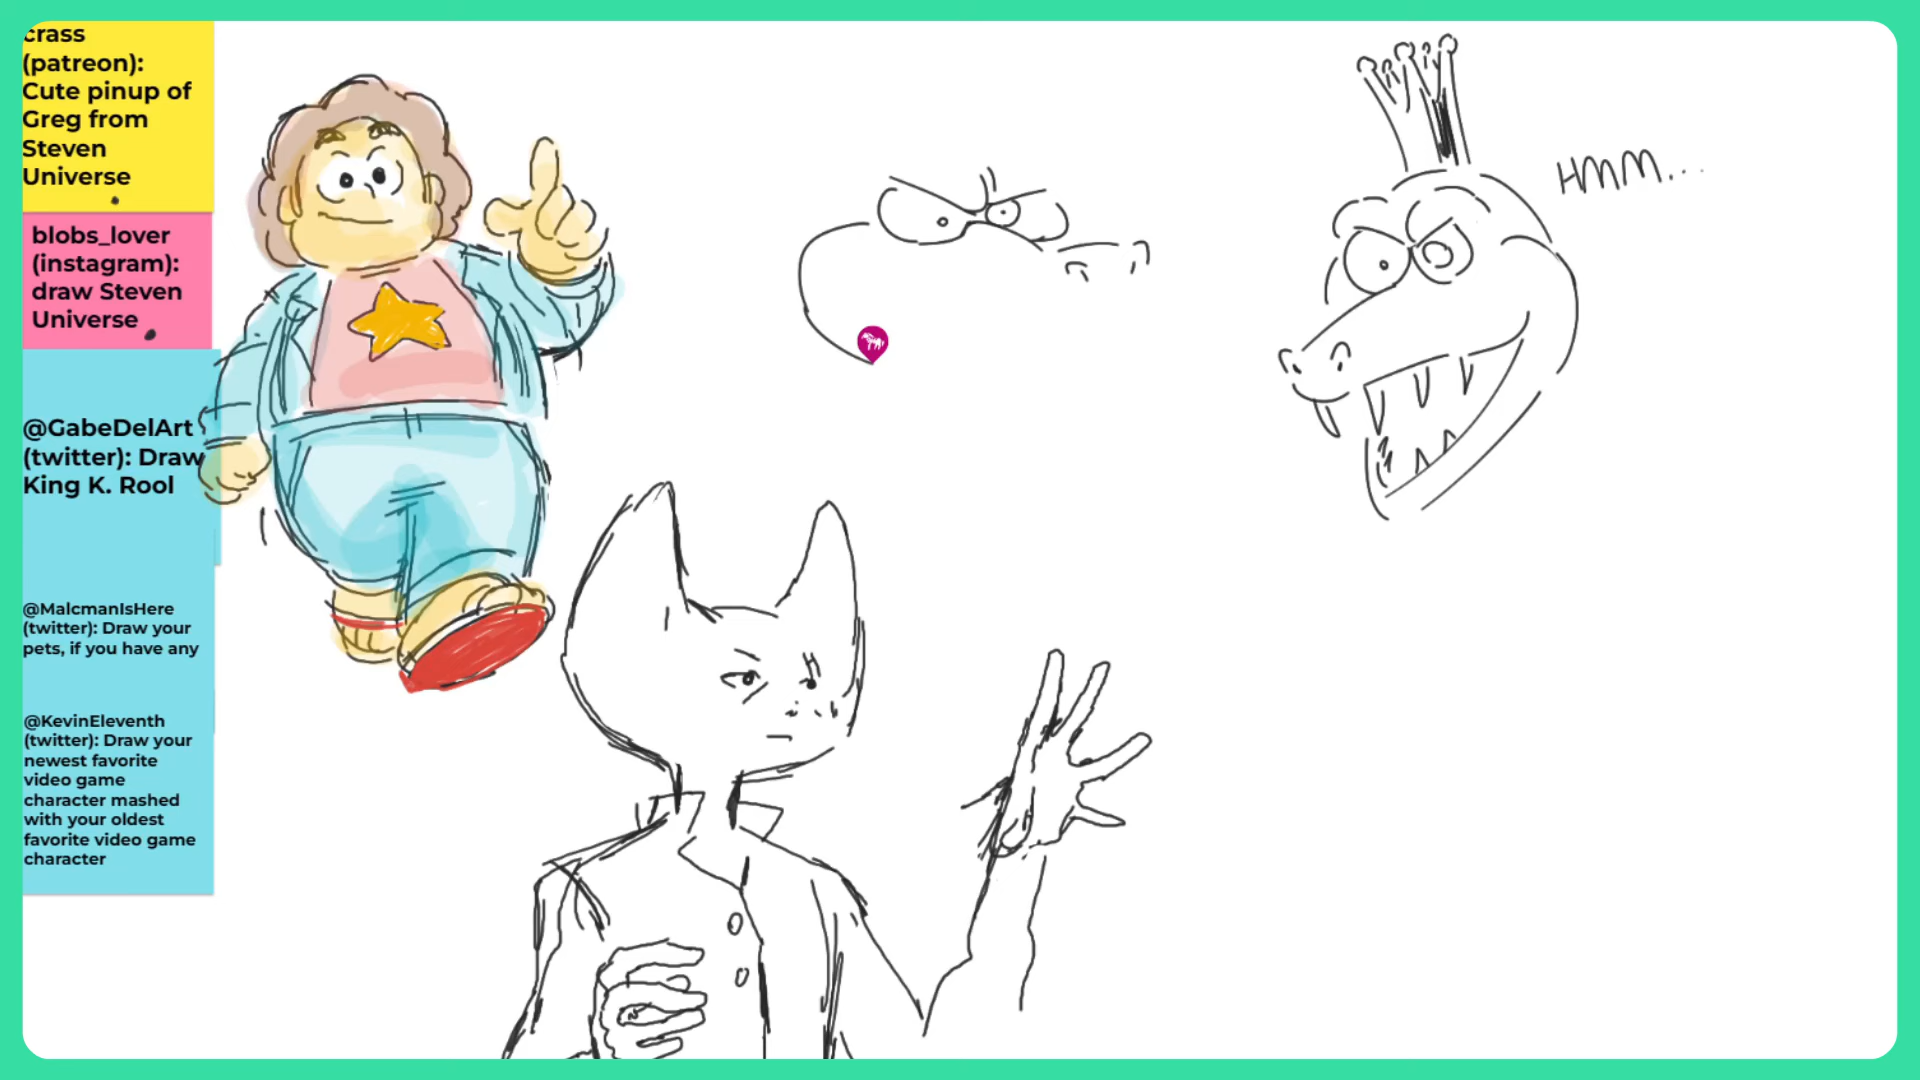 crass
(patreon):
Cute pinup of
Greg from
Steven
Universe
blobs_lover
(instagram):
draw Steven
Universe
@GabeDelArt
(twitter): Draw
King K. Rool
@MalcmanIsHere
(twitter): Draw your
pets, if you have any
@KevinEleventh
(twitter): Draw your
newest favorite
video game
character mashed
with your oldest
favorite video game
character
HMM...